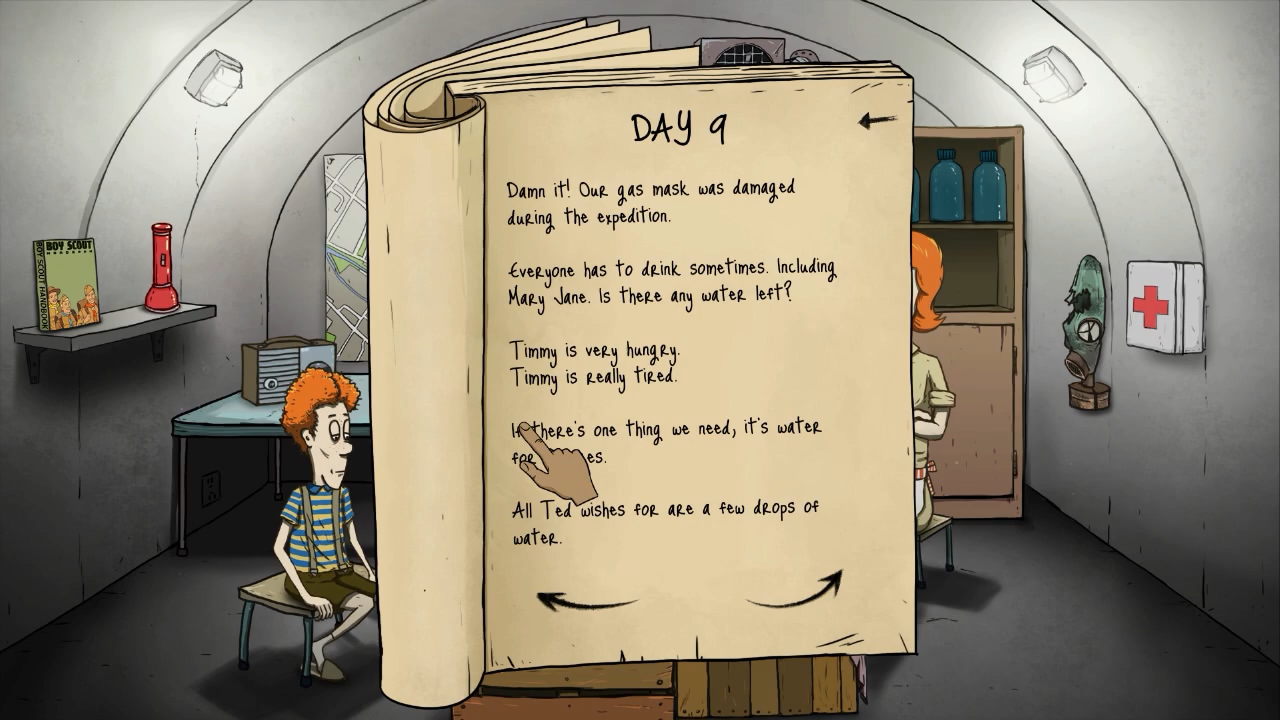 BOY SCOUT
BOY SCOUT HANDBOOK
DAY 9
Damn it! Our gas mask was damaged
during the expedition.
Everyone has to drink sometimes. Including
Mary Jane. Is there any water left?
Timmy is very hungry.
Timmy is really tired.
If there's one thing we need, it's water
All Ted wishes for are a few drops of
water.